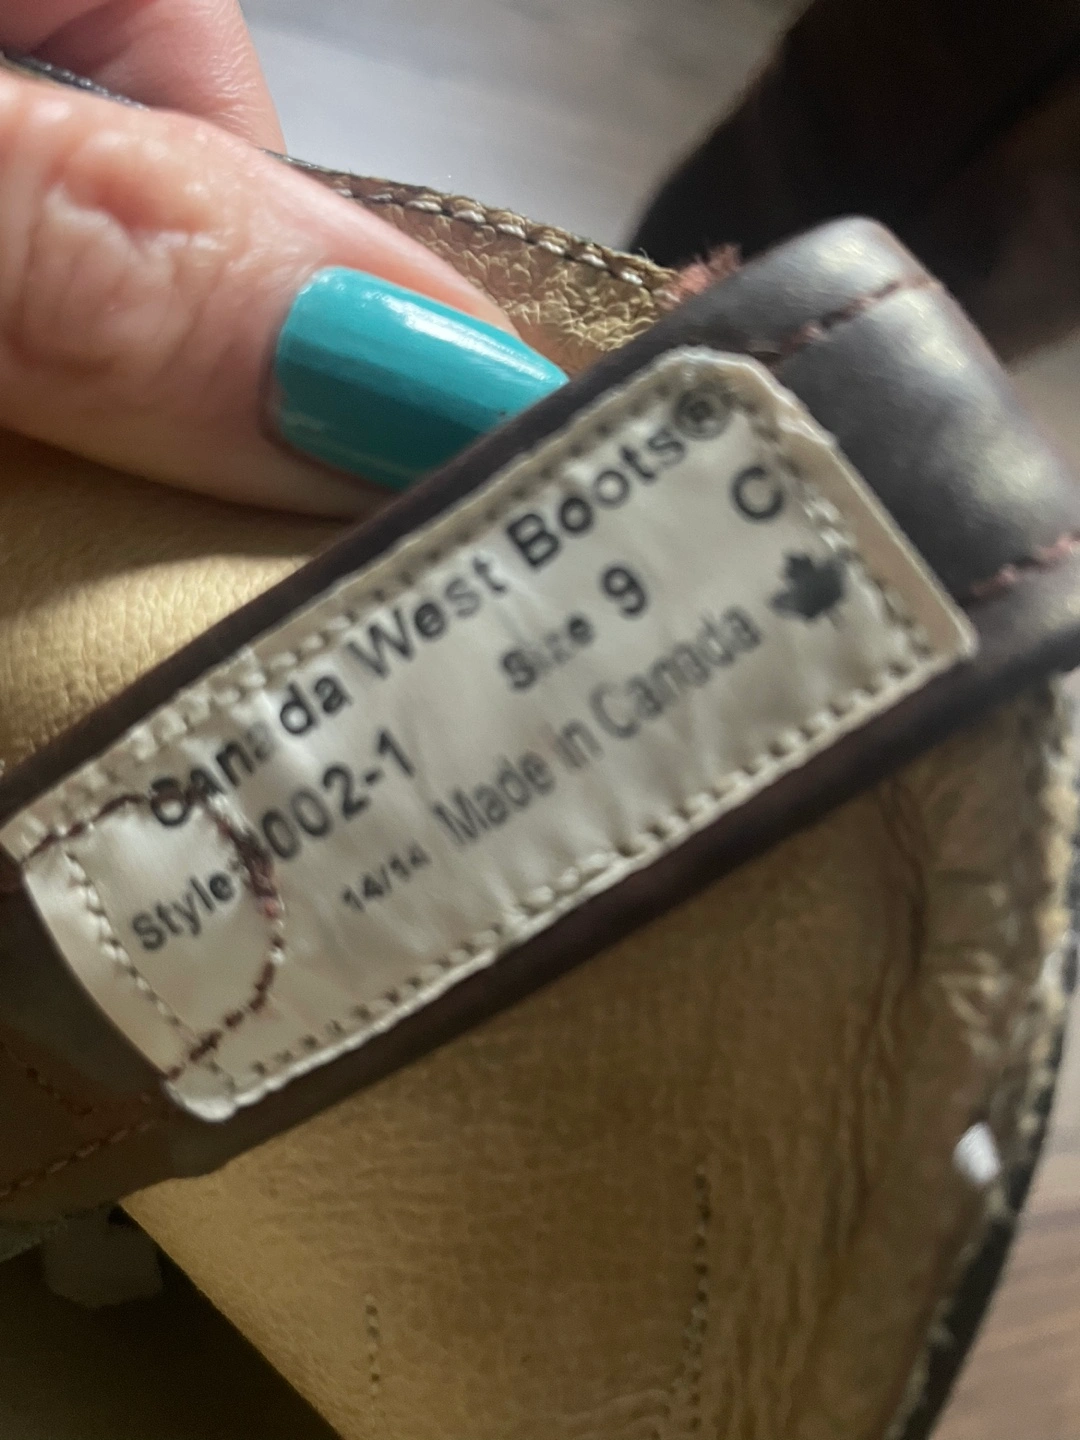 Canada West Boots®
Size 9 C
002-1
Style
14/14 Made in Canada